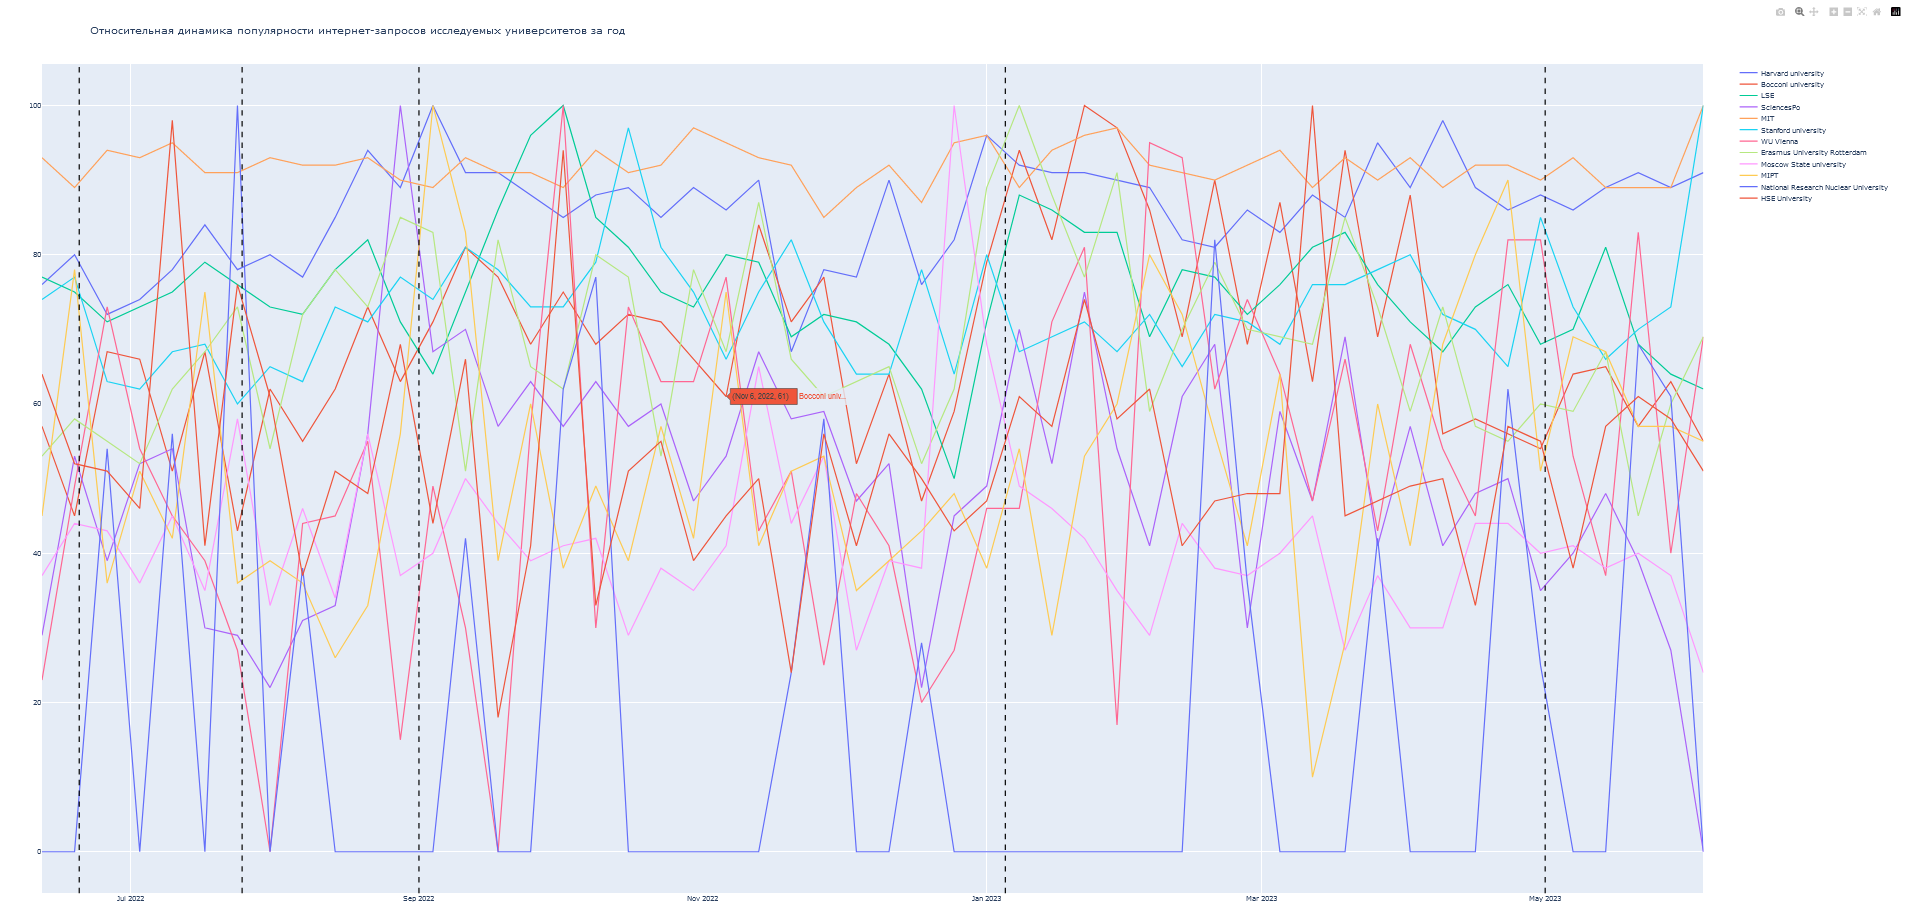 Относительная динамика популярности интернет-запросов исследуемых университетов за год
Harvard university
Bocconi university
LSE
SciencesPo
MIT
Stanford university
WU Vienna
Erasmus University Rotterdam
Moscow State university
MIPT
National Research Nuclear University
HSE University
100
80
60
40
20
0
(Nov 6, 2022, 61)
Bocconi univ...
Jul 2022
Sep 2022
Nov 2022
Jan 2023
Mar 2023
May 2023